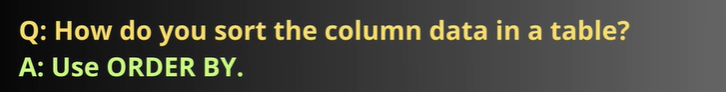 Q: How do you sort the column data in a table?
A: Use ORDER BY.